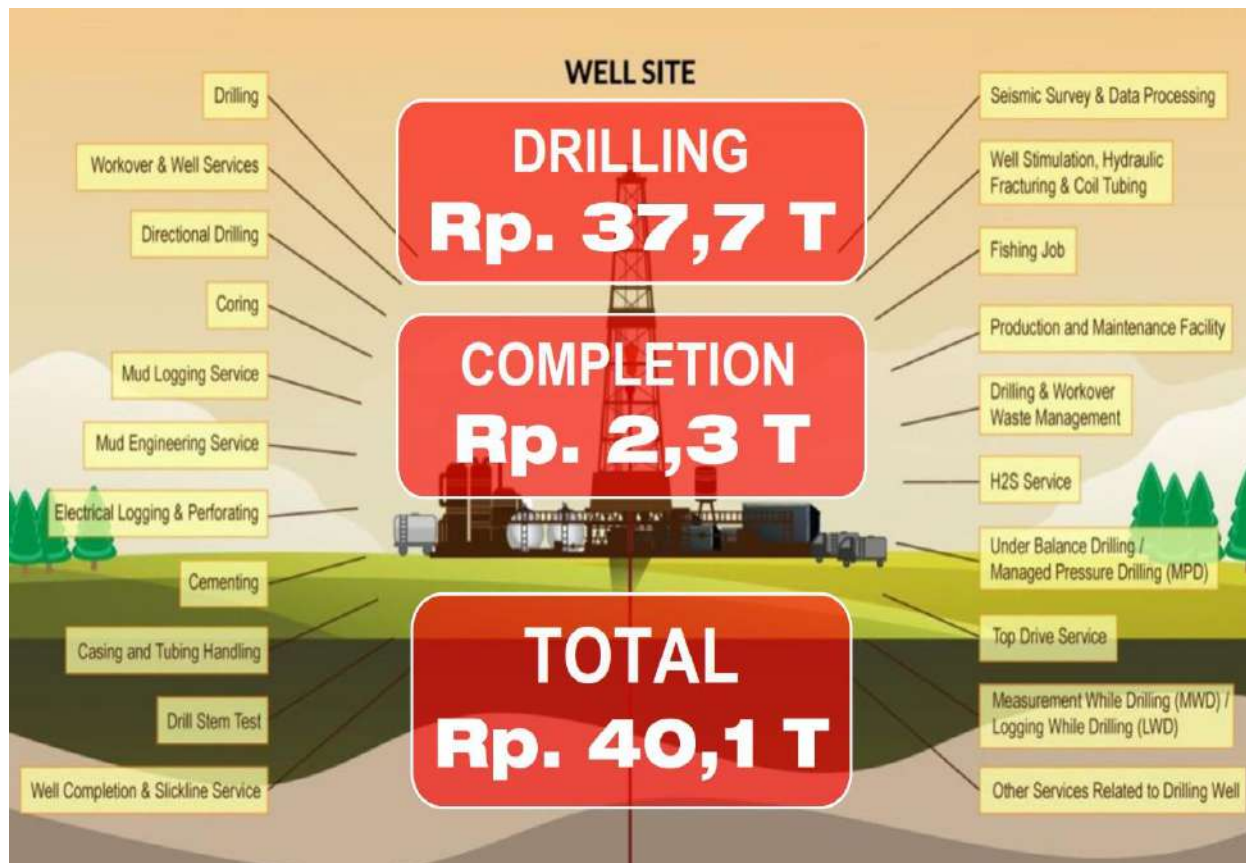 WELL SITE
Drilling
Workover & Well Services
Directional Drilling
Coring
Mud Logging Service
Mud Engineering Service
Electrical Logging & Perforating
Cementing
Casing and Tubing Handling
Drill Stem Test
Well Completion & Slickline Service
DRILLING
Rp. 37,7 T
COMPLETION
Rp. 2,3 T
TOTAL
Rp. 40,1 T
Seismic Survey & Data Processing
Well Stimulation, Hydraulic
Fracturing & Coil Tubing
Fishing Job
Production and Maintenance Facility
Drilling & Workover
Waste Management
H2S Service
Under Balance Drilling /
Managed Pressure Drilling (MPD)
Top Drive Service
Measurement While Drilling (MWD) /
Logging While Drilling (LWD)
Other Services Related to Drilling Well